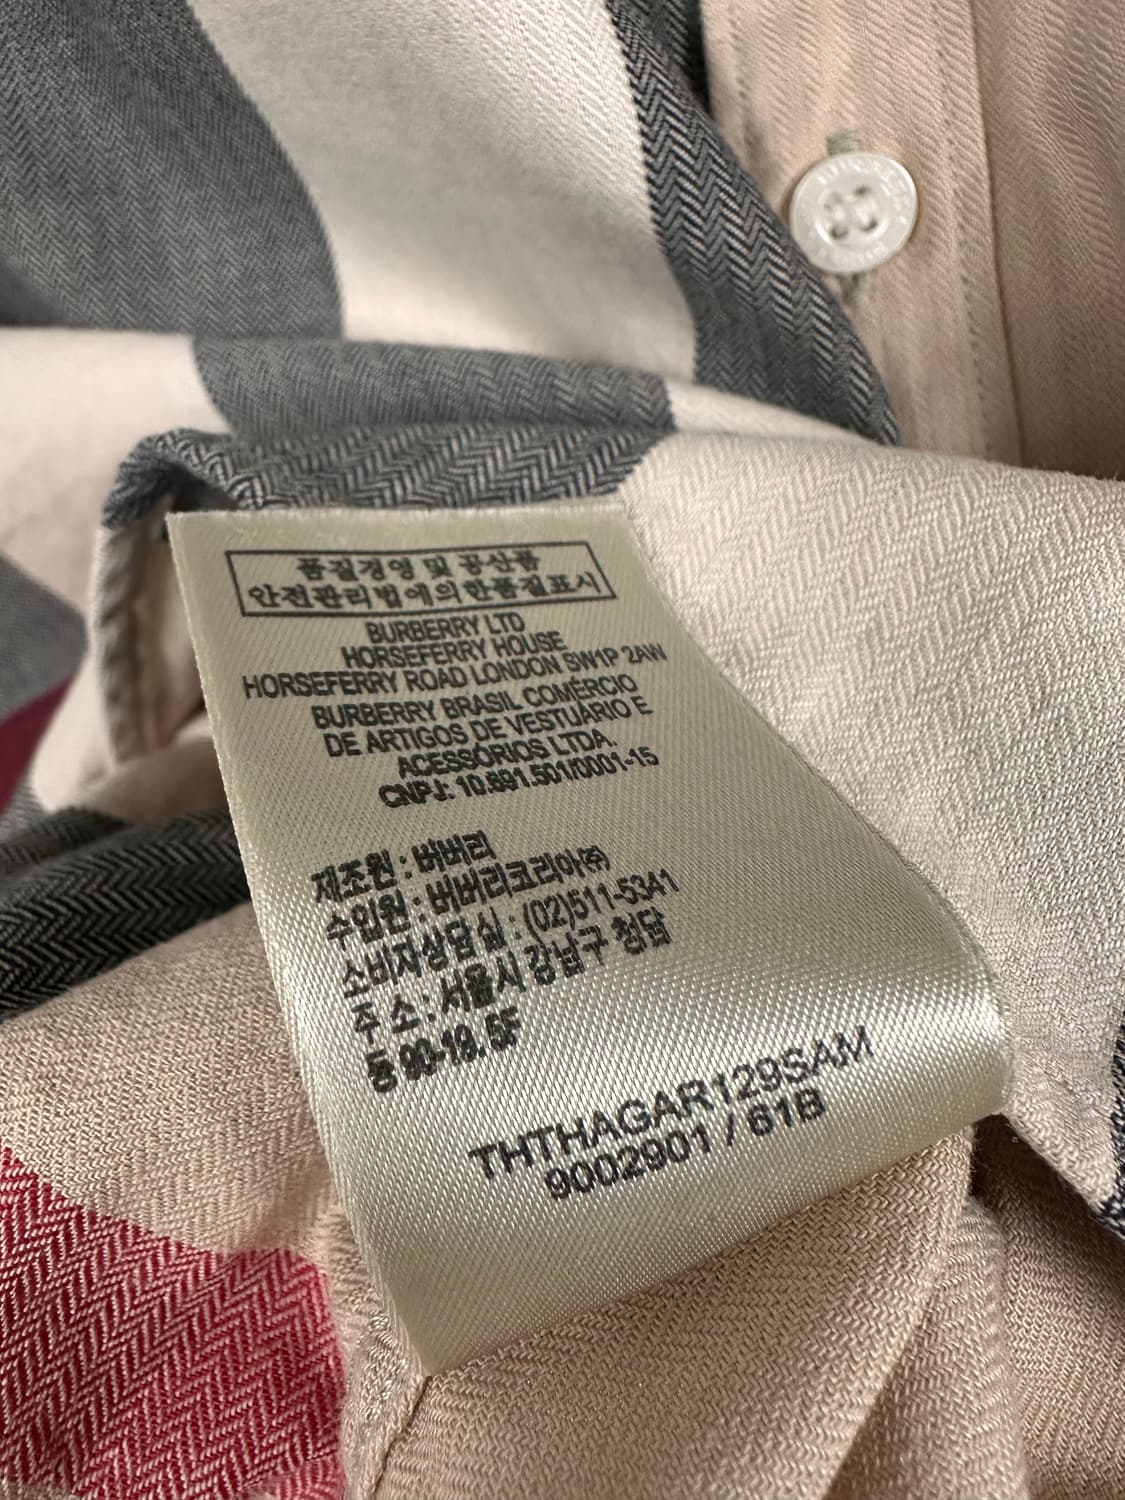 품질경영 및 공산품
안전관리법에의한품질표시
BURBERRY LTD
HORSEFERRY HOUSE
HORSEFERRY ROAD LONDON SW1P 2AW
BURBERRY BRASIL COMÉRCIO
DE ARTIGOS DE VESTUÁRIO E
ACESSÓRIOS LTDA.
CNPJ: 10.691.501/0001-15
제조원 : 버버리
수입원 : 버버리코리아㈜
소비자상담실 : (02)511-5341
주 소 : 서울시 강남구 청담
동 90-19. 5F
THTHAGAR129SAM
9002901 / 61B